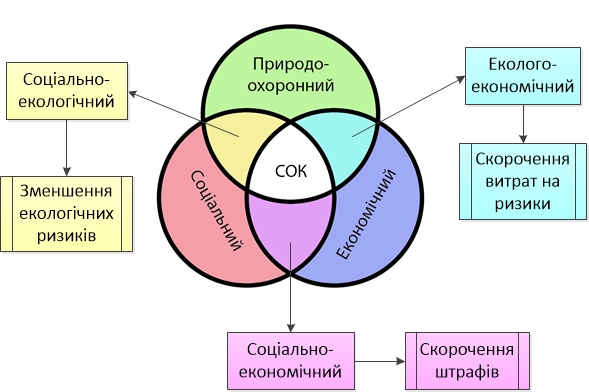 Природо-
охоронний
Соціально-
екологічний
Еколого-
економічний
СОК
Соціальний
Економічний
Зменшення
екологічних
ризиків
Скорочення
витрат на
ризики
Соціально-
економічний
Скорочення
штрафів